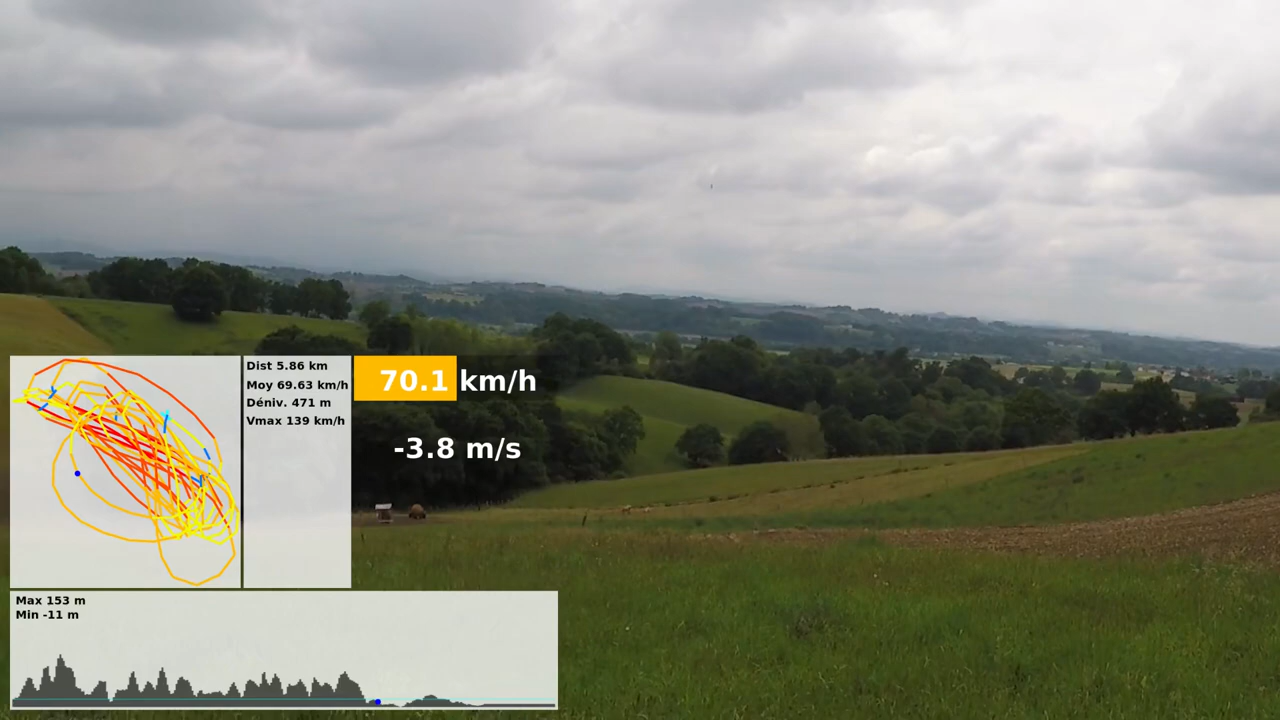 Dist 5.86 km
Moy 69.63 km/h
Déniv. 471 m
Vmax 139 km/h
70.1 km/h
-3.8 m/s
Max 153 m
Min -11 m